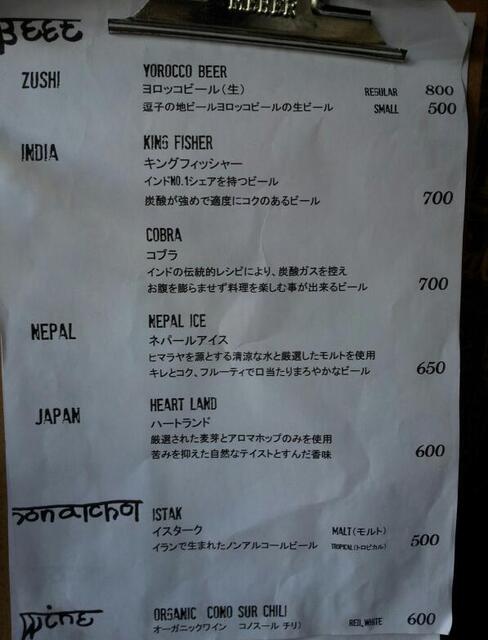 BEEE
ZUSHI YOROCCO BEER
ヨロッコビール(生) REGULAR 800
逗子の地ビールヨロッコビールの生ビール SMALL 500
INDIA KING FISHER
キングフィッシャー
インドNO.1シェアを持つビール
炭酸が強めで適度にコクのあるビール 700
COBRA
コブラ
インドの伝統的レシピにより、炭酸ガスを控え
お腹を膨らませず料理を楽しむ事が出来るビール 700
NEPAL NEPAL ICE
ネパールアイス
ヒマラヤを源とする清涼な水と厳選したモルトを使用
キレとコク、フルーティでロ当たりまろやかなビール 650
JAPAN HEART LAND
ハートランド
厳選された麦芽とアロマホップのみを使用
苦みを抑えた自然なテイストとすんだ香味 600
nonalchol ISTAK
イスターク MALT(モルト)
イランで生まれたノンアルコールビール TROPICAL(トロピカル) 500
wine ORGANIC CONO SUR CHILI
オーガニックワイン コノスール チリ) RED,WHITE 600